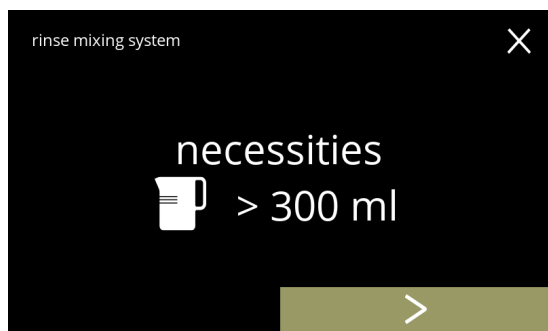 rinse mixing system
necessities
> 300 ml